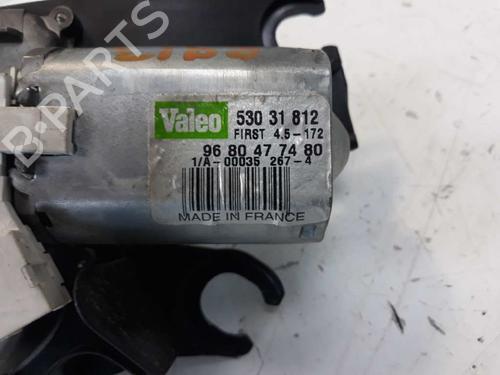 Valeo 530 31 812
FIRST 4.5-172
96 80 47 74 80
1/A-00035 267-4
MADE IN FRANCE
B-PARTS